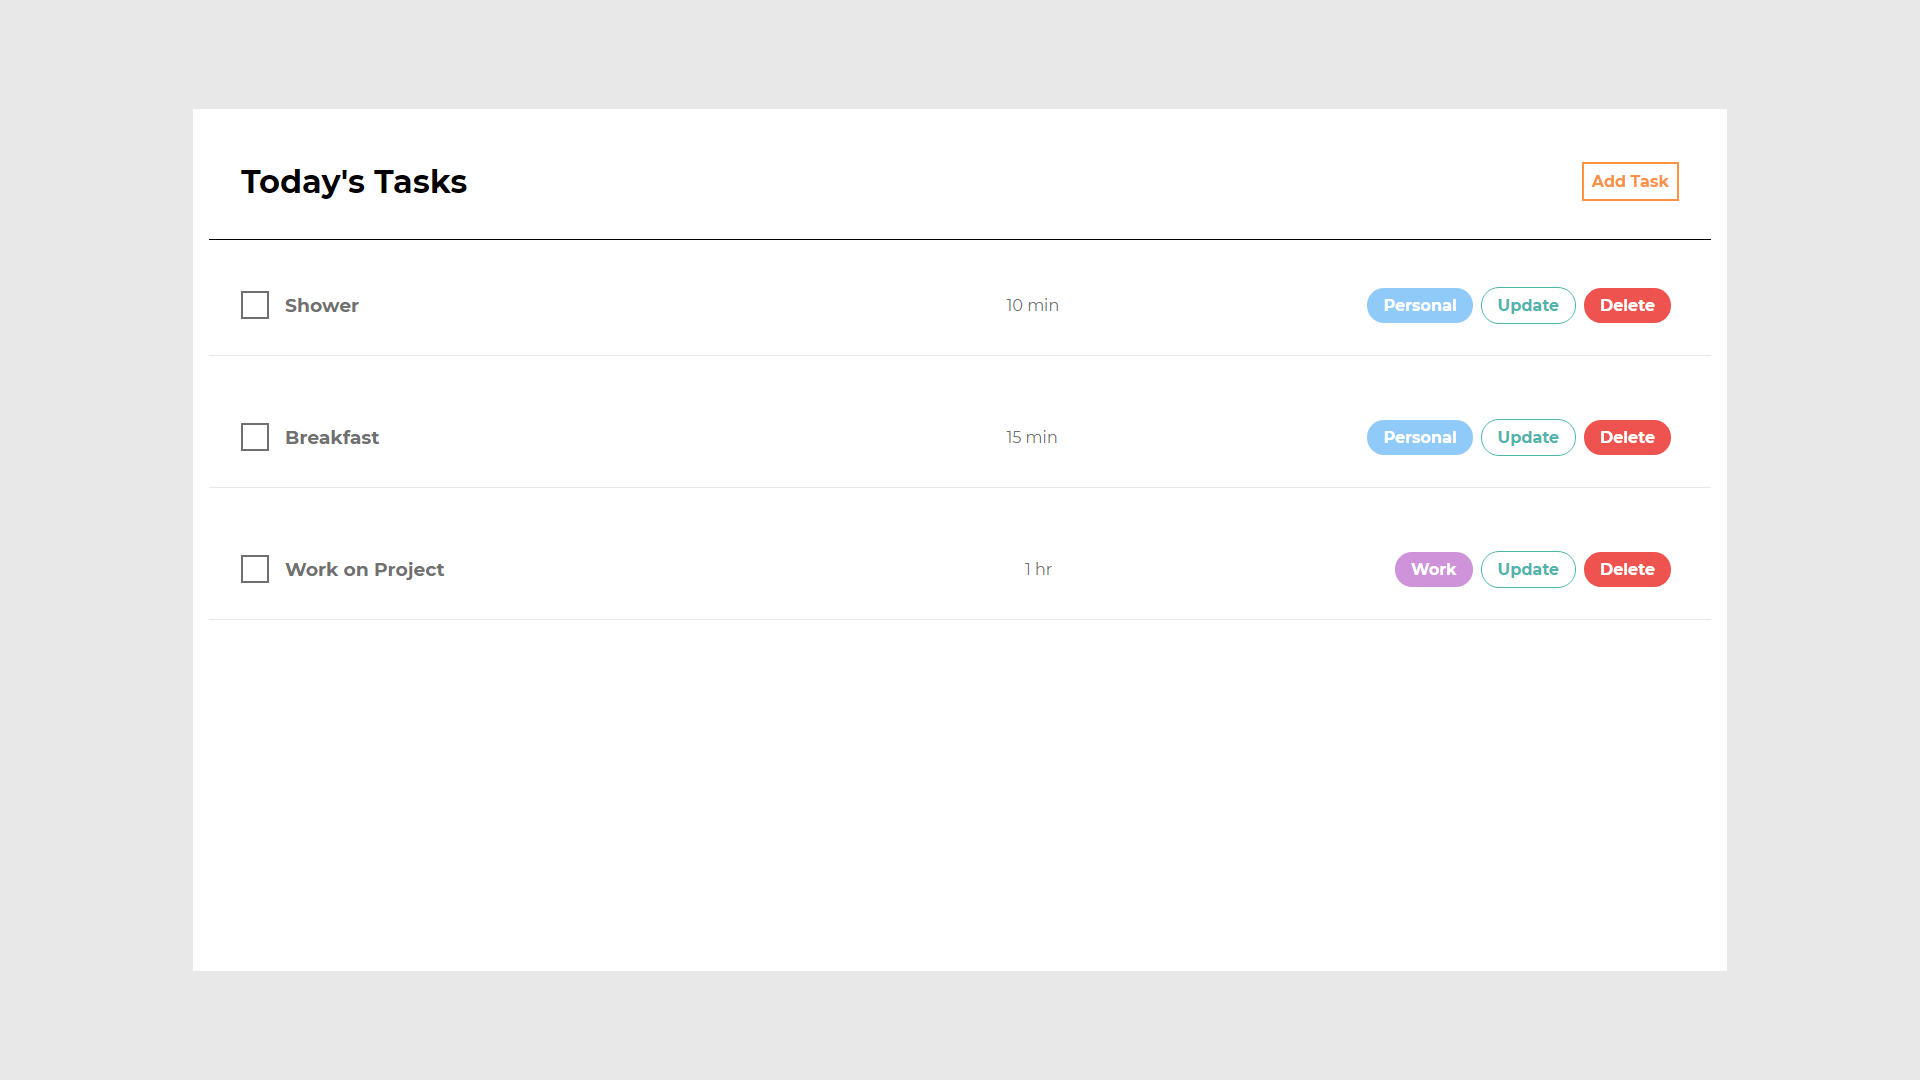 Today's Tasks Add Task
Shower 10 min Personal Update Delete
Breakfast 15 min Personal Update Delete
Work on Project 1 hr Work Update Delete